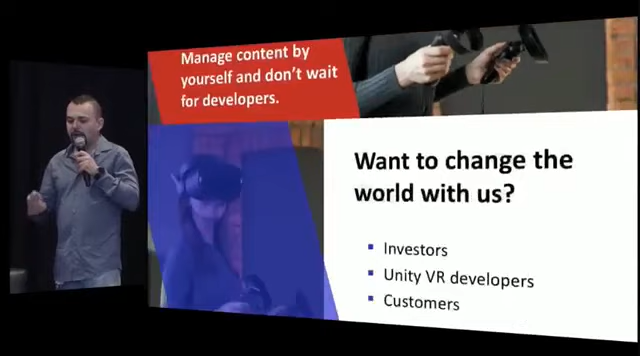 Manage content by
yourself and don't wait
for developers.
Want to change the
world with us?
Investors
Unity VR developers
Customers